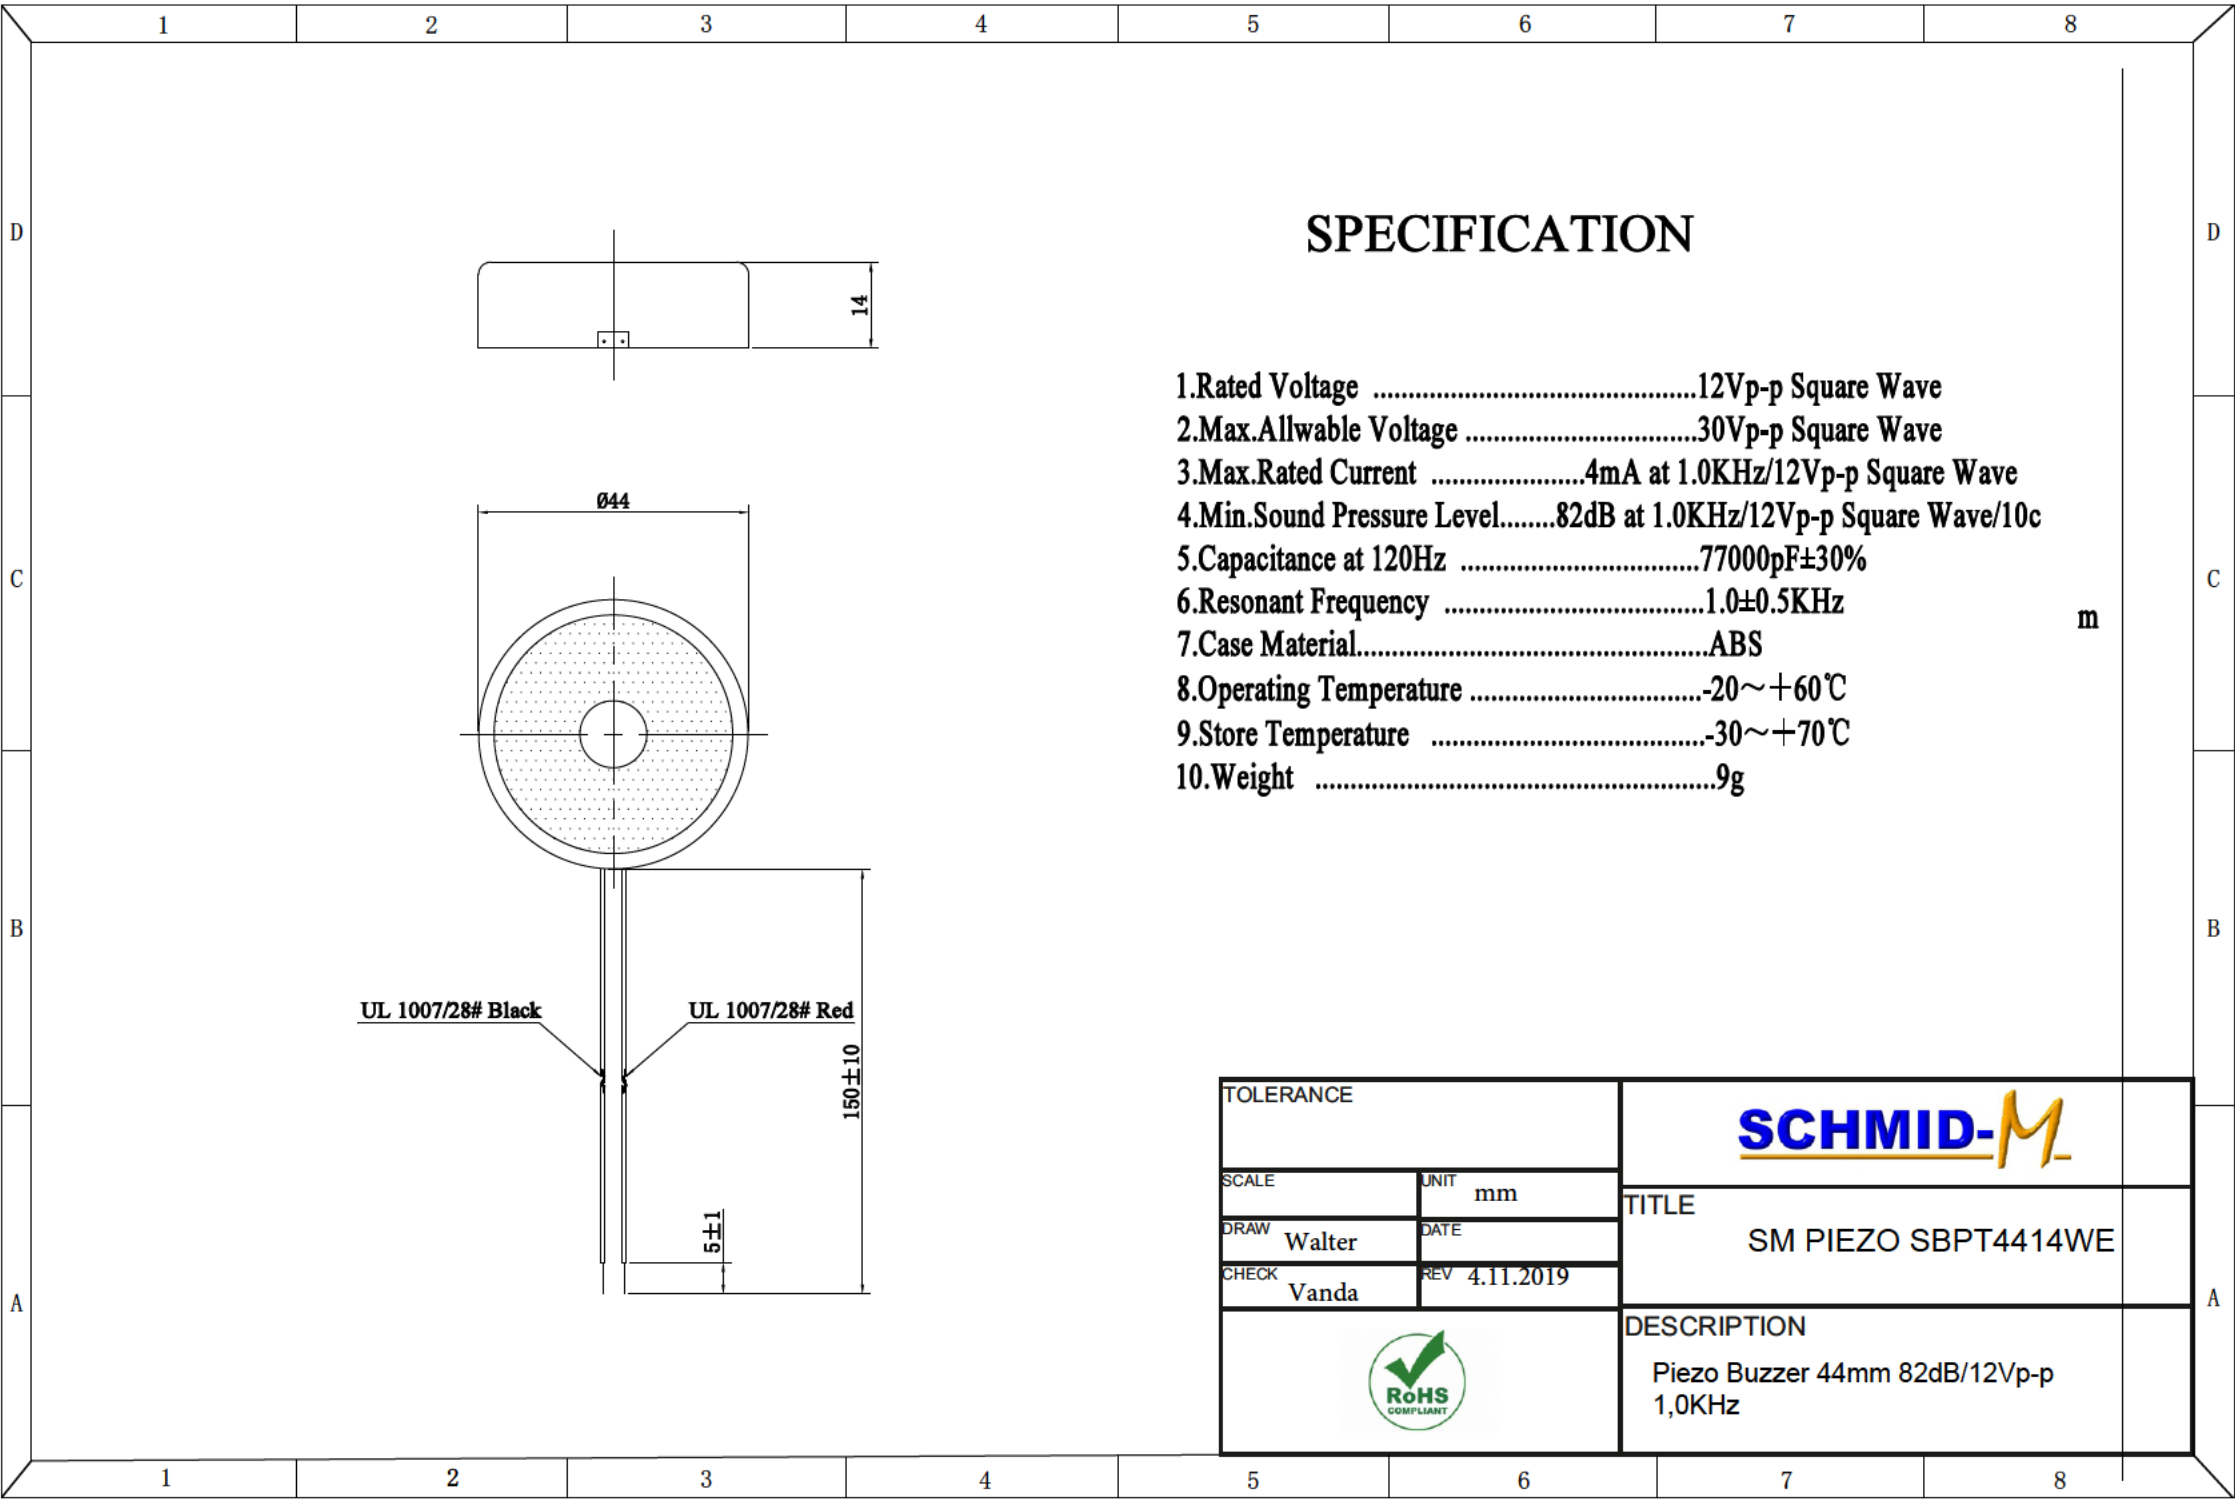 1 2 3 4 5 6 7 8
D D
SPECIFICATION
14
1.Rated Voltage ..............................................12Vp-p Square Wave
2.Max.Allwable Voltage .................................30Vp-p Square Wave
3.Max.Rated Current ......................4mA at 1.0KHz/12Vp-p Square Wave
4.Min.Sound Pressure Level........82dB at 1.0KHz/12Vp-p Square Wave/10c
m
5.Capacitance at 120Hz ..................................77000pF±30%
6.Resonant Frequency .....................................1.0±0.5KHz
7.Case Material..................................................ABS
8.Operating Temperature .................................-20～+60℃
9.Store Temperature .......................................-30～+70℃
10.Weight .........................................................9g
Ø44
C C
B B
UL 1007/28# Black
UL 1007/28# Red
150±10
5±1
A A
TOLERANCE
SCHMID-M
SCALE
UNIT mm
TITLE
SM PIEZO SBPT4414WE
DRAW Walter
DATE
CHECK Vanda
REV 4.11.2019
RoHS
COMPLIANT
DESCRIPTION
Piezo Buzzer 44mm 82dB/12Vp-p
1,0KHz
1 2 3 4 5 6 7 8